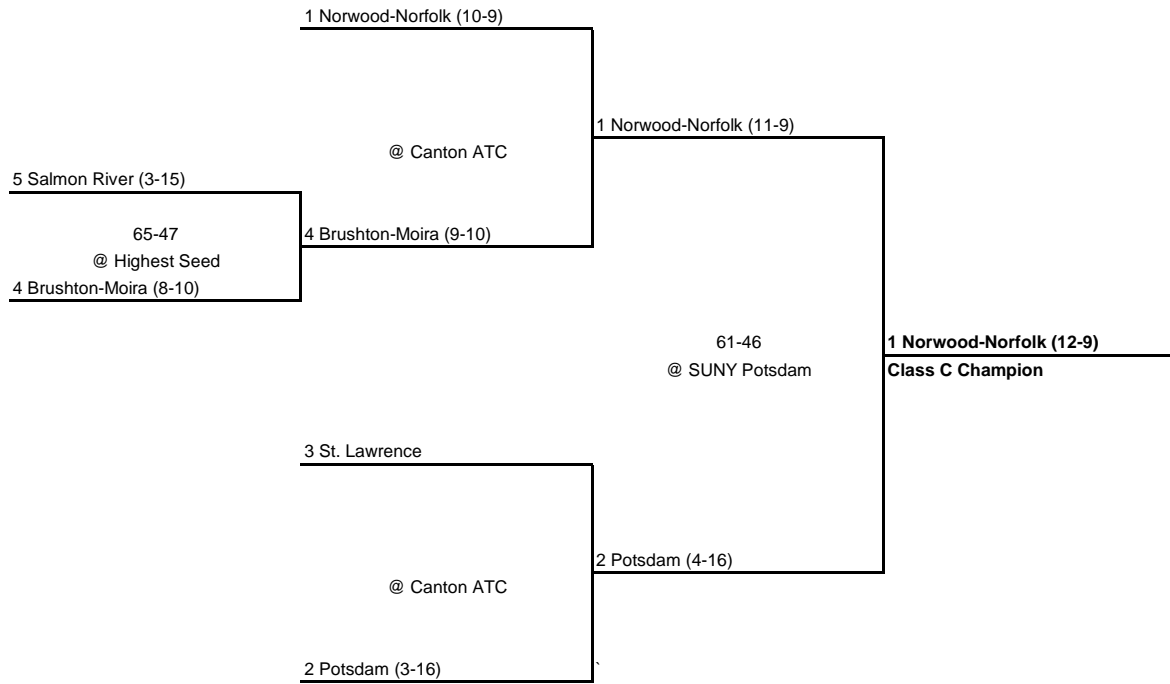 1 Norwood-Norfolk (10-9)
1 Norwood-Norfolk (11-9)
@ Canton ATC
5 Salmon River (3-15)
65-47
4 Brushton-Moira (9-10)
@ Highest Seed
4 Brushton-Moira (8-10)
61-46
1 Norwood-Norfolk (12-9)
@ SUNY Potsdam
Class C Champion
3 St. Lawrence
2 Potsdam (4-16)
@ Canton ATC
2 Potsdam (3-16)
`